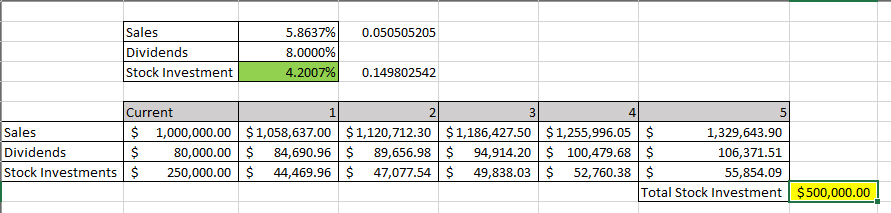 Sales 5.8637% 0.050505205
Dividends 8.0000%
Stock Investment 4.2007% 0.149802542
Current 1 2 3 4 5
Sales $ 1,000,000.00 $1,058,637.00 $1,120,712.30 $1,186,427.50 $1,255,996.05 $ 1,329,643.90
Dividends $ 80,000.00 $ 84,690.96 $ 89,656.98 $ 94,914.20 $ 100,479.68 $ 106,371.51
Stock Investments $ 250,000.00 $ 44,469.96 $ 47,077.54 $ 49,838.03 $ 52,760.38 $ 55,854.09
Total Stock Investment $500,000.00